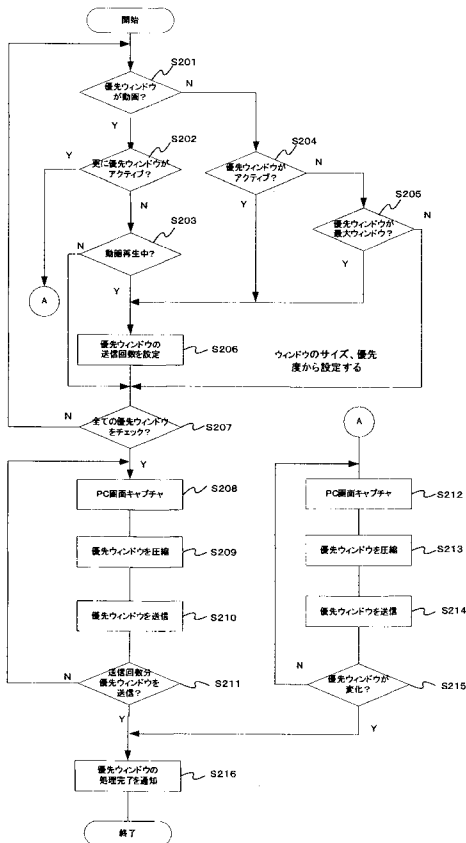 開始
S201
優先ウィンドウ
が動画？
N
Y
S202
Y
更に優先ウィンドウが
アクティブ？
N
S204
優先ウィンドウが
アクティブ？
N
Y
S205
優先ウィンドウが
最大ウィンドウ？
N
Y
S203
N
動画再生中？
Y
A
優先ウィンドウの
送信回数を設定
S206
ウィンドウのサイズ、優先
度から設定する
N
全ての優先ウィンドウ
をチェック？
S207
Y
PC画面キャプチャ
S208
優先ウィンドウを圧縮
S209
優先ウィンドウを送信
S210
N
送信回数分
優先ウィンドウを
送信？
S211
Y
A
PC画面キャプチャ
S212
優先ウィンドウを圧縮
S213
優先ウィンドウを送信
S214
N
優先ウィンドウが
変化？
S215
Y
優先ウィンドウの
処理完了を通知
S216
終了